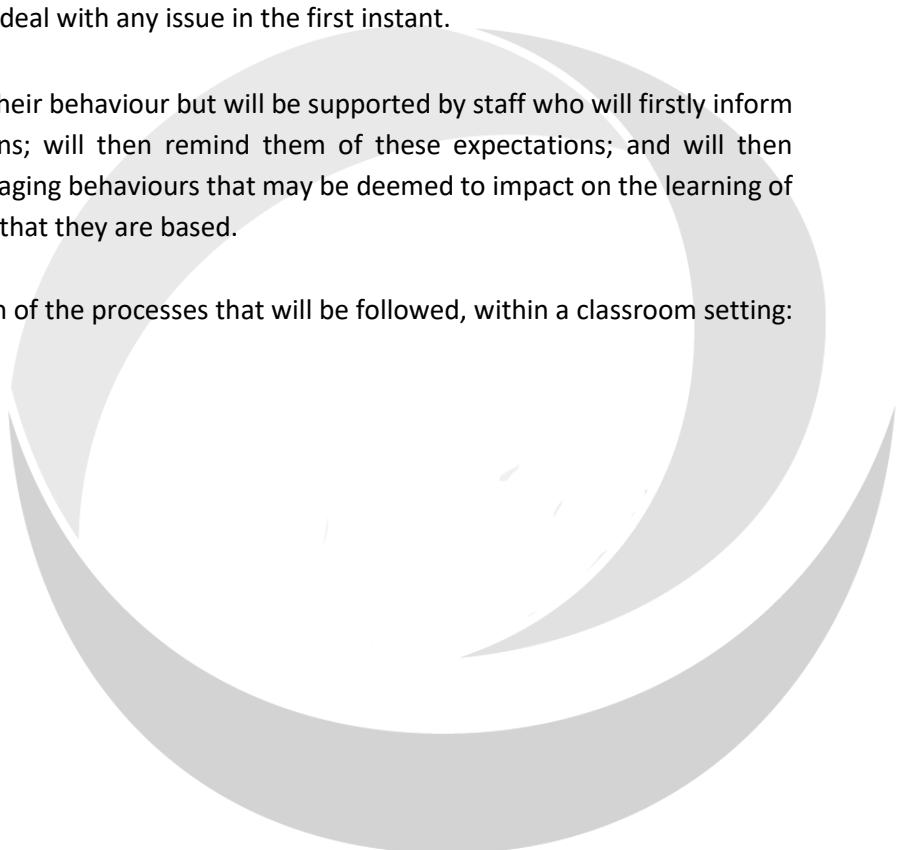 deal with any issue in the first instant.
heir behaviour but will be supported by staff who will firstly inform
ns; will then remind them of these expectations; and will then
aging behaviours that may be deemed to impact on the learning of
that they are based.
n of the processes that will be followed, within a classroom setting: